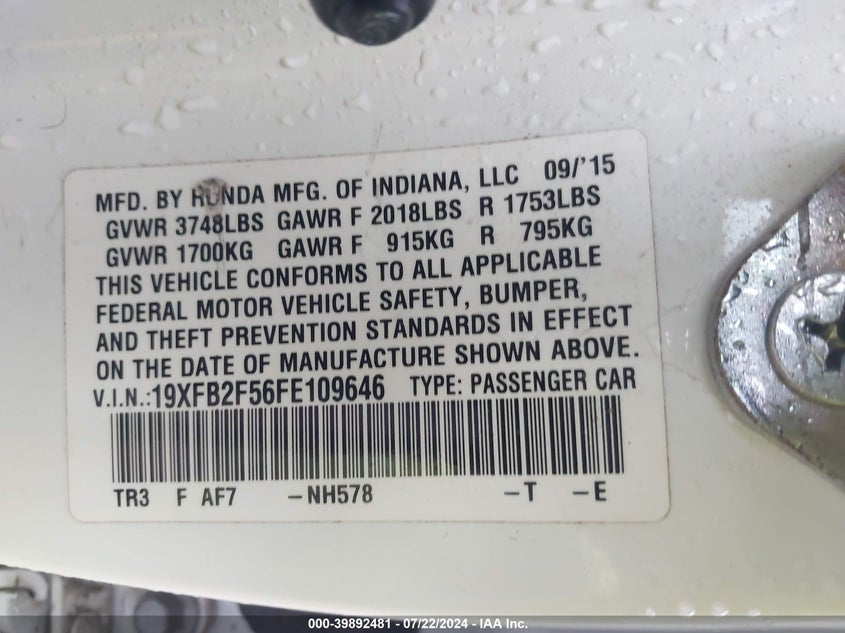 MFD. BY HONDA MFG. OF INDIANA, LLC 09/'15
GVWR 3748LBS GAWR F 2018LBS R 1753LBS
GVWR 1700KG GAWR F 915KG R 795KG
THIS VEHICLE CONFORMS TO ALL APPLICABLE
FEDERAL MOTOR VEHICLE SAFETY, BUMPER,
AND THEFT PREVENTION STANDARDS IN EFFECT
ON THE DATE OF MANUFACTURE SHOWN ABOVE.
V.I.N.:19XFB2F56FE109646 TYPE: PASSENGER CAR
TR3 F AF7 -NH578 -T -E
000-39892481 - 07/22/2024 - IAA Inc.